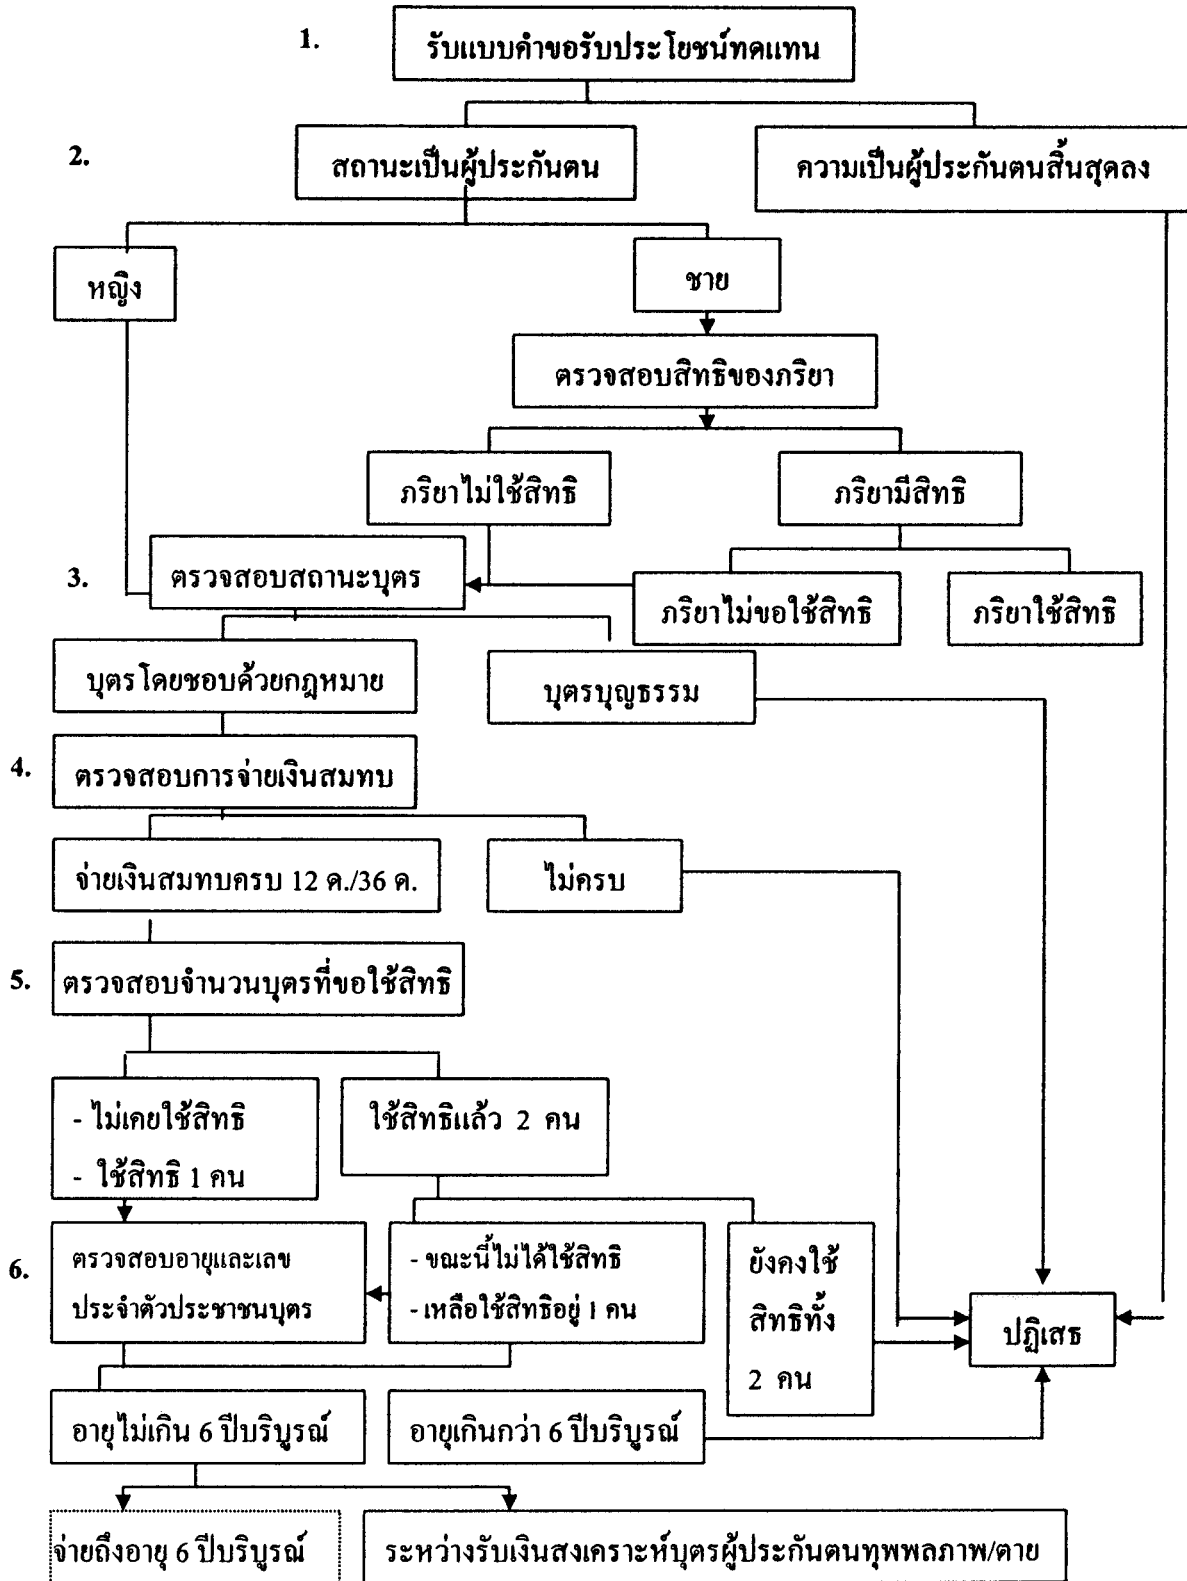 1.
รับแบบคำขอรับประโยชน์ทดแทน
2.
สถานะเป็นผู้ประกันตน
ความเป็นผู้ประกันตนสิ้นสุดลง
หญิง
ชาย
ตรวจสอบสิทธิของภริยา
ภริยาไม่ใช้สิทธิ
ภริยามีสิทธิ
3.
ตรวจสอบสถานะบุตร
ภริยาไม่ขอใช้สิทธิ
ภริยาใช้สิทธิ
บุตรโดยชอบด้วยกฎหมาย
บุตรบุญธรรม
4.
ตรวจสอบการจ่ายเงินสมทบ
จ่ายเงินสมทบครบ 12 ด./36 ด.
ไม่ครบ
5.
ตรวจสอบจำนวนบุตรที่ขอใช้สิทธิ
- ไม่เคยใช้สิทธิ
- ใช้สิทธิ 1 คน
ใช้สิทธิแล้ว 2 คน
6.
ตรวจสอบอายุและเลข
ประจำตัวประชาชนบุตร
- ขณะนี้ไม่ได้ใช้สิทธิ
- เหลือใช้สิทธิอยู่ 1 คน
ยังคงใช้
สิทธิทั้ง
2 คน
ปฏิเสธ
อายุไม่เกิน 6 ปีบริบูรณ์
อายุเกินกว่า 6 ปีบริบูรณ์
จ่ายถึงอายุ 6 ปีบริบูรณ์
ระหว่างรับเงินสงเคราะห์บุตรผู้ประกันตนทุพพลภาพ/ตาย